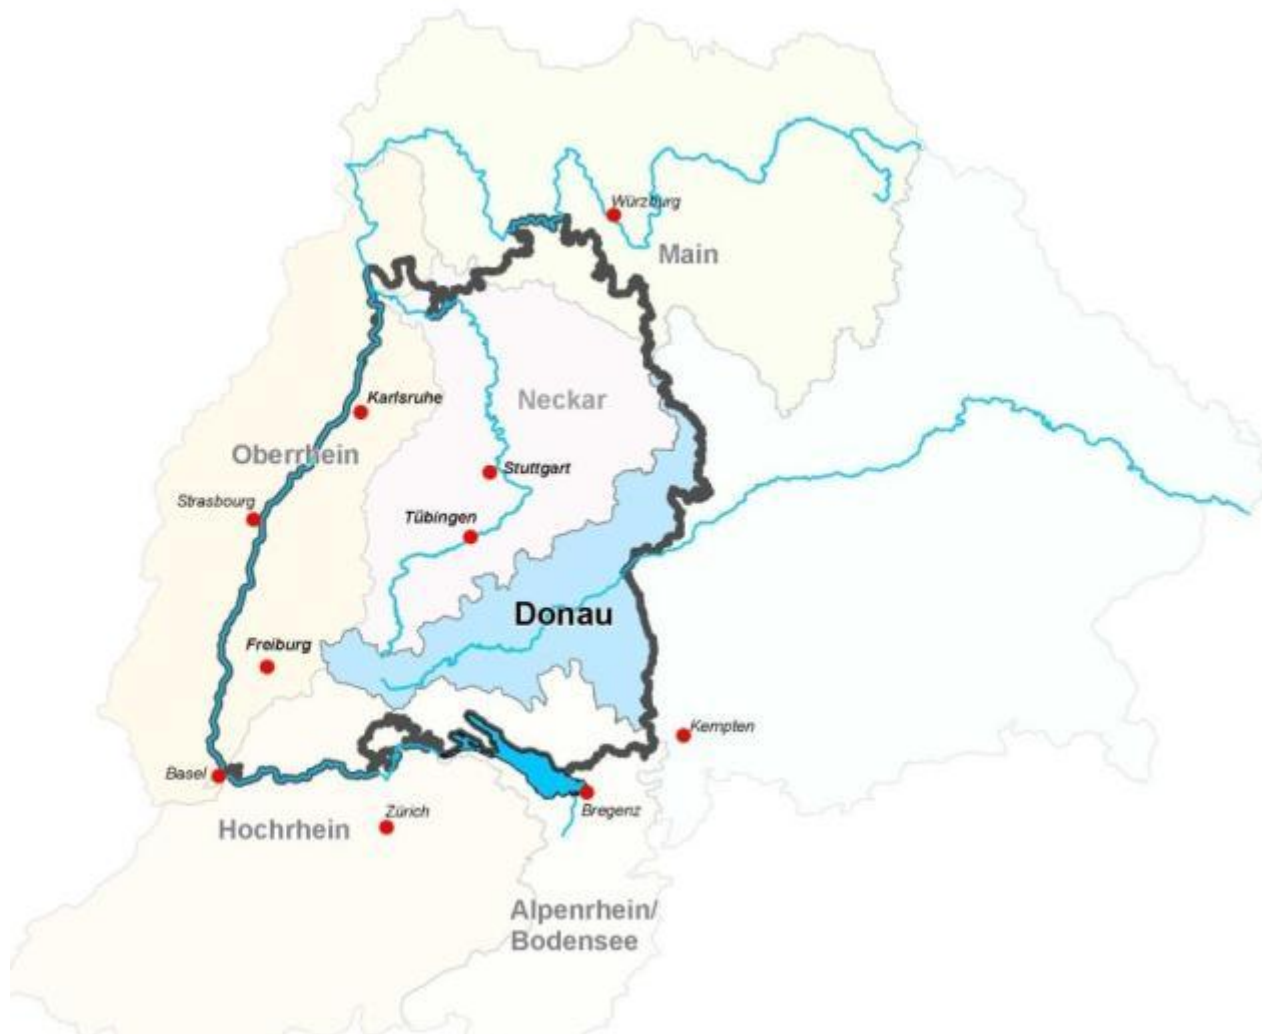 Würzburg
Main
Karlsruhe
Neckar
Oberrhein
Stuttgart
Strasbourg
Tübingen
Donau
Freiburg
Kempten
Basel
Bregenz
Zürich
Hochrhein
Alpenrhein/
Bodensee